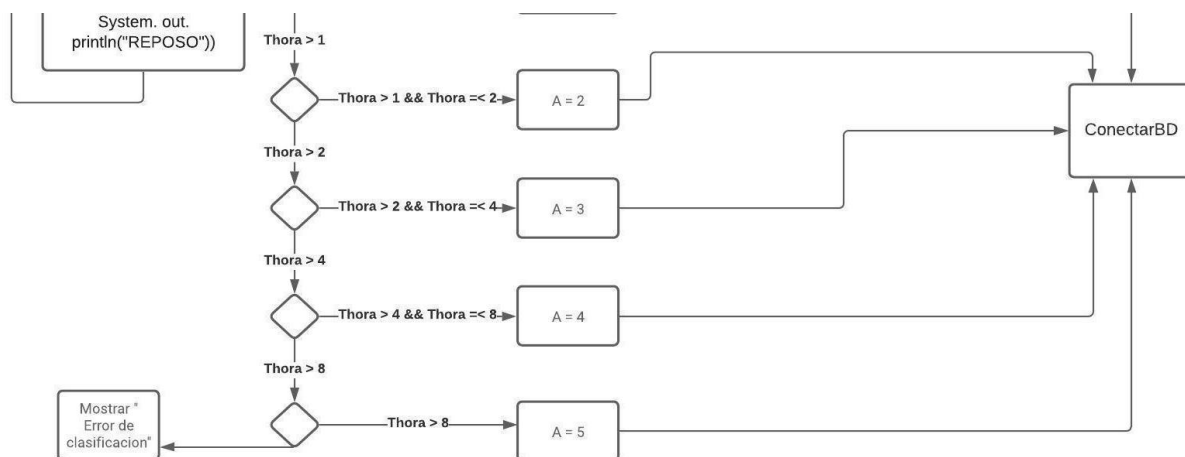 System. out.
println("REPOSO"))
Thora > 1
Thora > 1 && Thora =< 2
A = 2
ConectarBD
Thora > 2
Thora > 2 && Thora =< 4
A = 3
Thora > 4
Thora > 4 && Thora =< 8
A = 4
Thora > 8
Mostrar "
Error de
clasificacion"
Thora > 8
A = 5